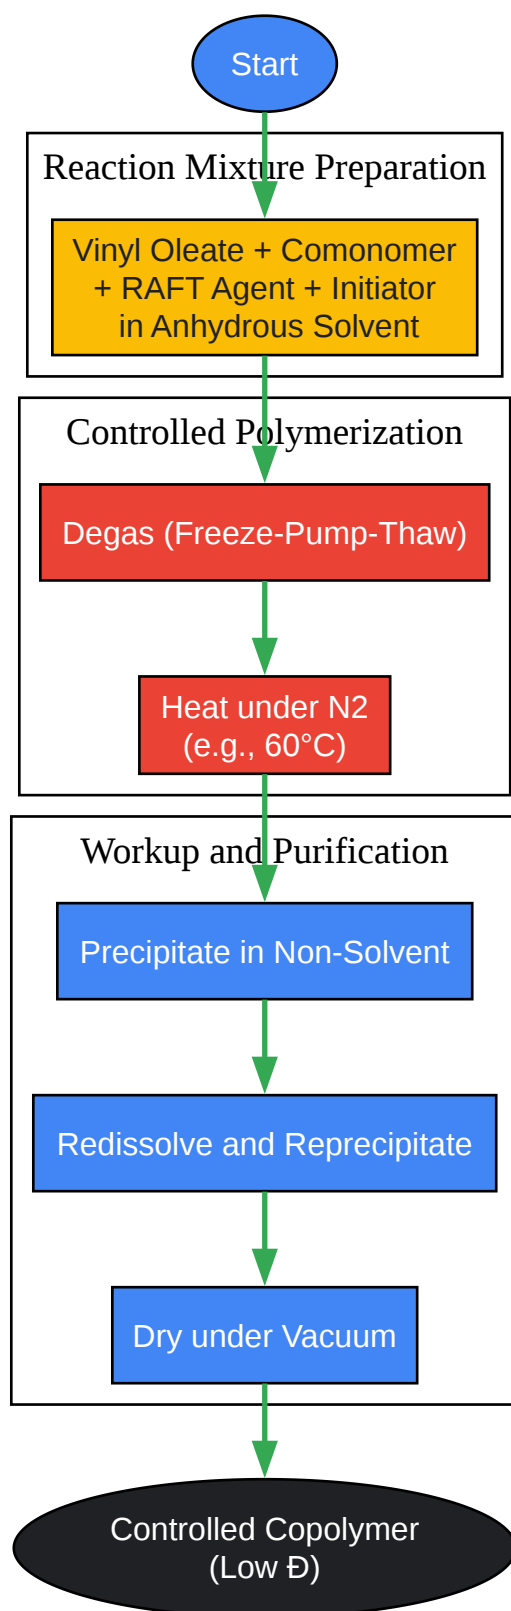 Start
Reaction Mixture Preparation
Vinyl Oleate + Comonomer
+ RAFT Agent + Initiator
in Anhydrous Solvent
Controlled Polymerization
Degas (Freeze-Pump-Thaw)
Heat under N2
(e.g., 60°C)
Workup and Purification
Precipitate in Non-Solvent
Redissolve and Reprecipitate
Dry under Vacuum
Controlled Copolymer
(Low Đ)